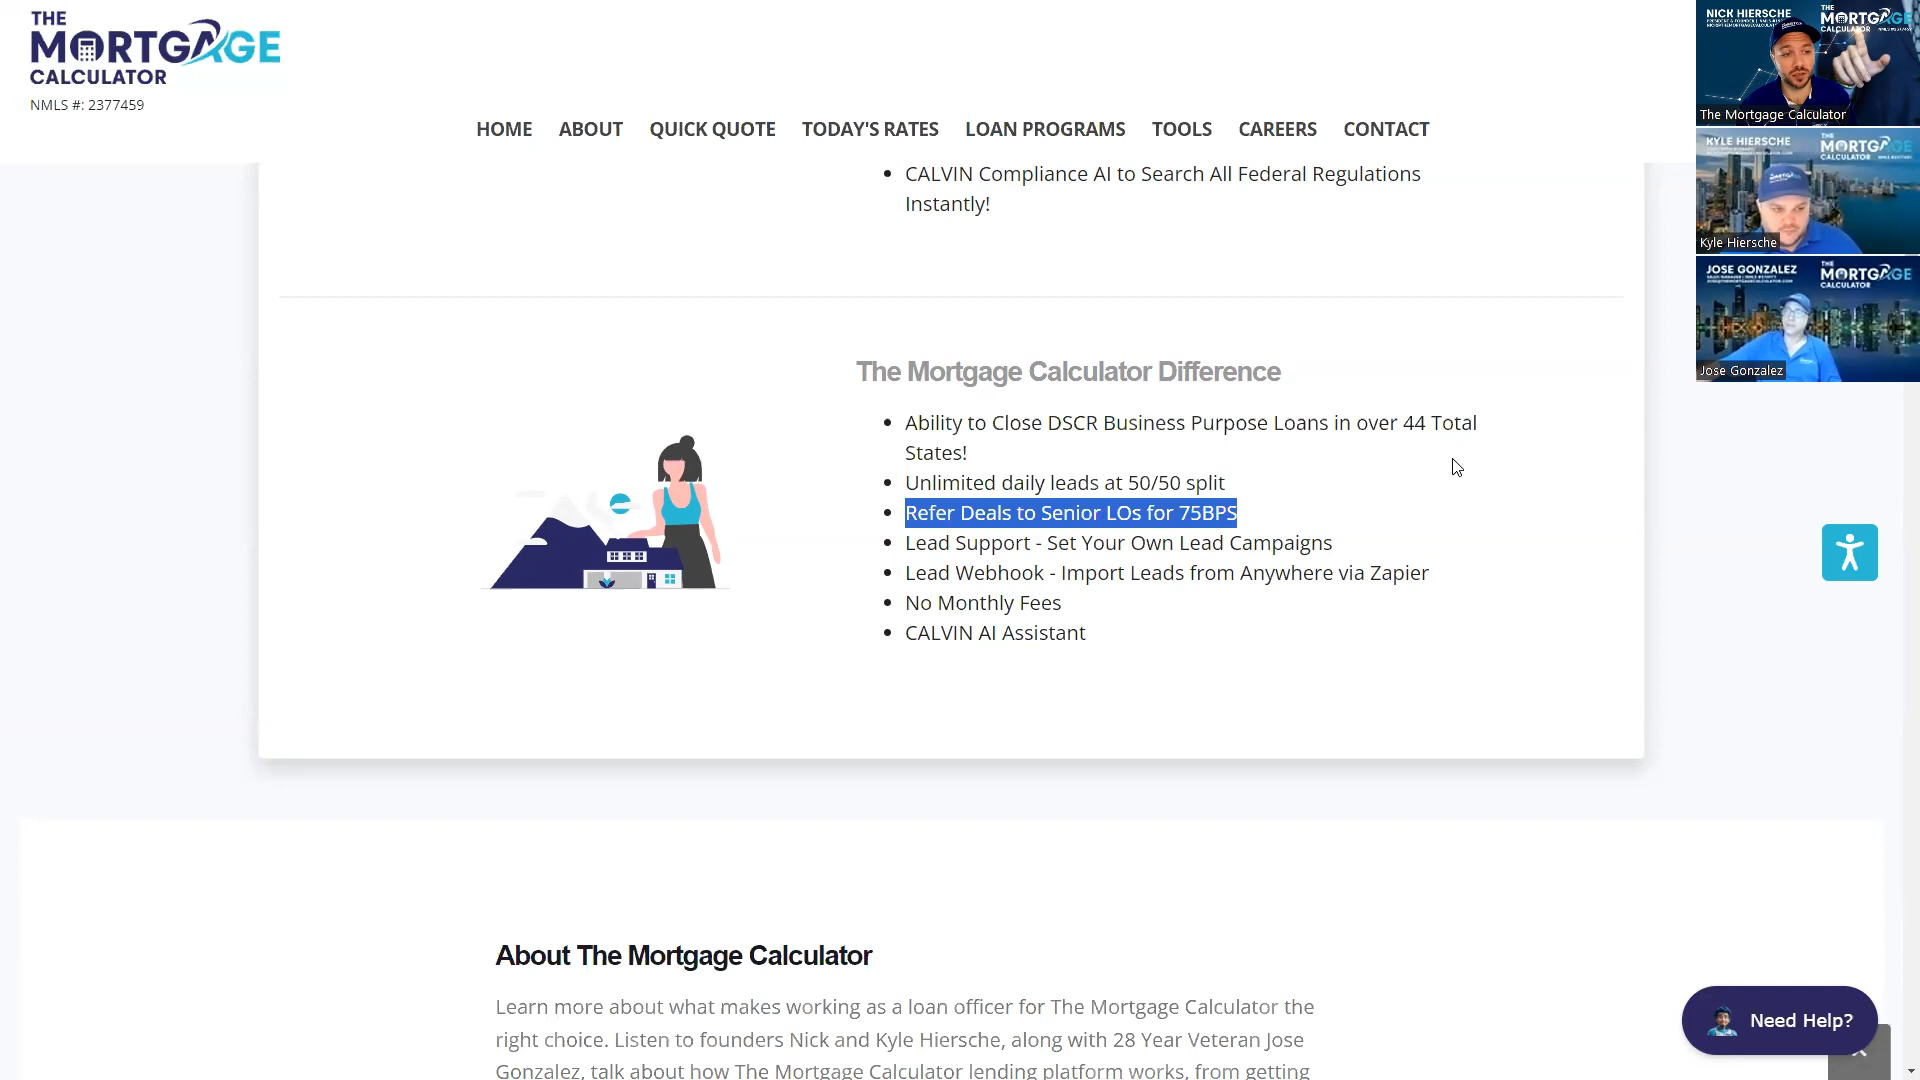 THE
MORTGAGE
CALCULATOR
NMLS #: 2377459
HOME
ABOUT
QUICK QUOTE
TODAY'S RATES
LOAN PROGRAMS
TOOLS
CAREERS
CONTACT
CALVIN Compliance AI to Search All Federal Regulations
Instantly!
The Mortgage Calculator Difference
Ability to Close DSCR Business Purpose Loans in over 44 Total
States!
Unlimited daily leads at 50/50 split
Refer Deals to Senior LOs for 75BPS
Lead Support - Set Your Own Lead Campaigns
Lead Webhook - Import Leads from Anywhere via Zapier
No Monthly Fees
CALVIN AI Assistant
About The Mortgage Calculator
Learn more about what makes working as a loan officer for The Mortgage Calculator the
right choice. Listen to founders Nick and Kyle Hiersche, along with 28 Year Veteran Jose
Gonzalez, talk about how The Mortgage Calculator lending platform works, from getting
Need Help?
NICK HIERSCHE
THE
MORTGAGE
CALCULATOR
The Mortgage Calculator
KYLE HIERSCHE
THE
MORTGAGE
CALCULATOR
Kyle Hiersche
JOSE GONZALEZ
THE
MORTGAGE
CALCULATOR
Jose Gonzalez